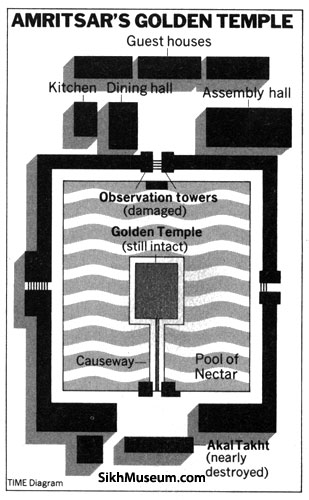 AMRITSAR'S GOLDEN TEMPLE
Guest houses
Kitchen
Dining hall
Assembly hall
Observation towers
(damaged)
Golden Temple
(still intact)
Causeway
Pool of
Nectar
Akal Takht
(nearly
destroyed)
TIME Diagram
SikhMuseum.com